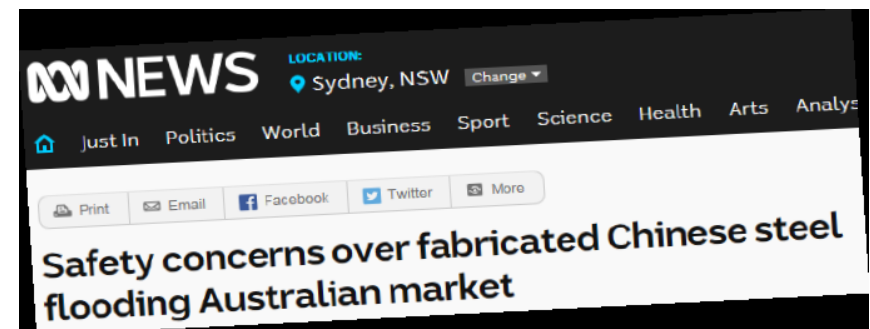 NEWS
LOCATION:
Sydney, NSW Change
Just In Politics World Business Sport Science Health Arts Analys
Print Email Facebook Twitter More
Safety concerns over fabricated Chinese steel
flooding Australian market